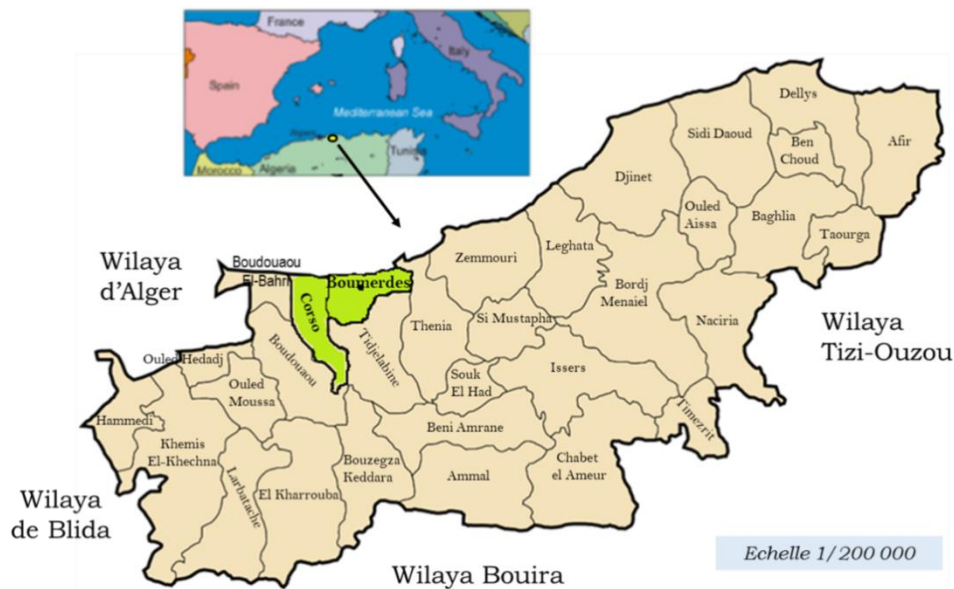 France
Spain
Italy
Mediterranean Sea
Algeria
Tunisia
Morocco
Dellys
Sidi Daoud
Afir
Ben
Choud
Djinet
Ouled
Aissa
Baghlia
Taourga
Zemmouri
Leghata
Bordj
Menaiel
Naciria
Wilaya
d'Alger
Boudouaou
El-Bahri
Boumerdes
Corso
Thenia
Si Mustapha
Tidjelabine
Boudouaou
Wilaya
Tizi-Ouzou
Ouled Hedadj
Ouled
Moussa
Souk
El Had
Issers
Timezrit
Hammedi
Khemis
El-Khechna
Beni Amrane
Larbatache
El Kharrouba
Bouzegza
Keddara
Ammal
Chabet
el Ameur
Wilaya
de Blida
Wilaya Bouira
Echelle 1/200 000